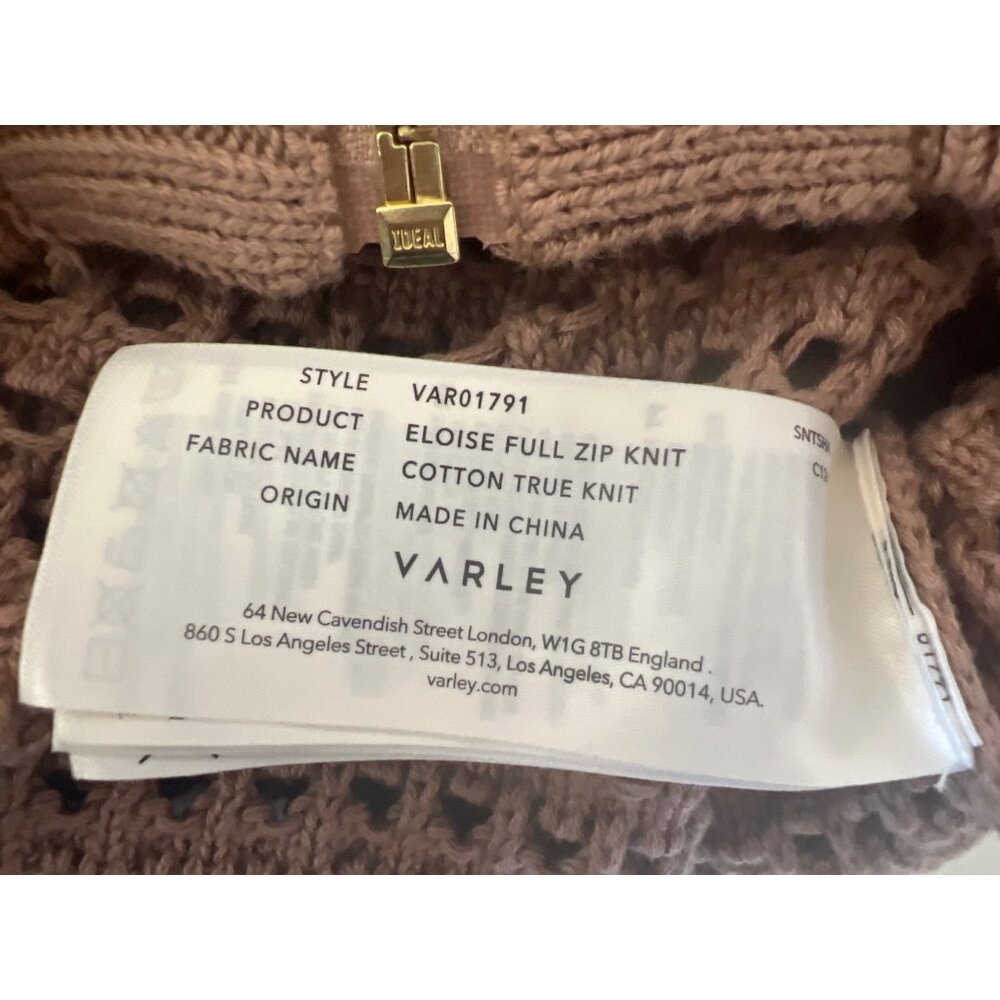 IDEAL
STYLE VAR01791
PRODUCT ELOISE FULL ZIP KNIT
FABRIC NAME COTTON TRUE KNIT
ORIGIN MADE IN CHINA
VARLEY
64 New Cavendish Street London, W1G 8TB England .
860 S Los Angeles Street , Suite 513, Los Angeles, CA 90014, USA.
varley.com